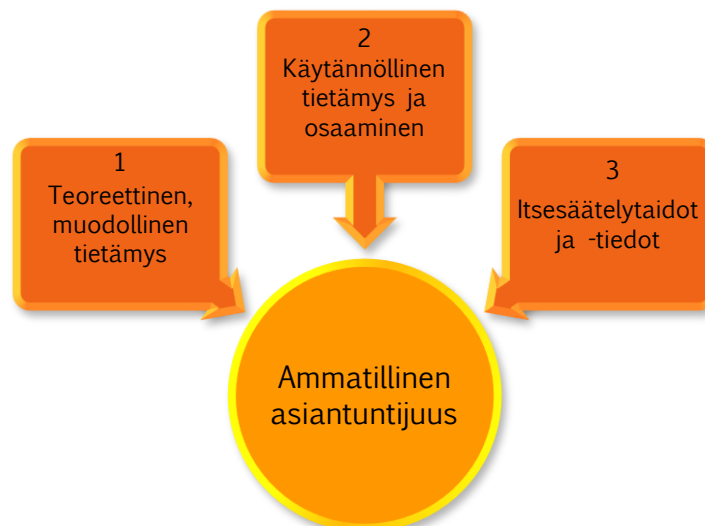 1
Teoreettinen,
muodollinen
tietämys
2
Käytännöllinen
tietämys ja
osaaminen
3
Itsesäätelytaidot
ja -tiedot
Ammatillinen
asiantuntijuus